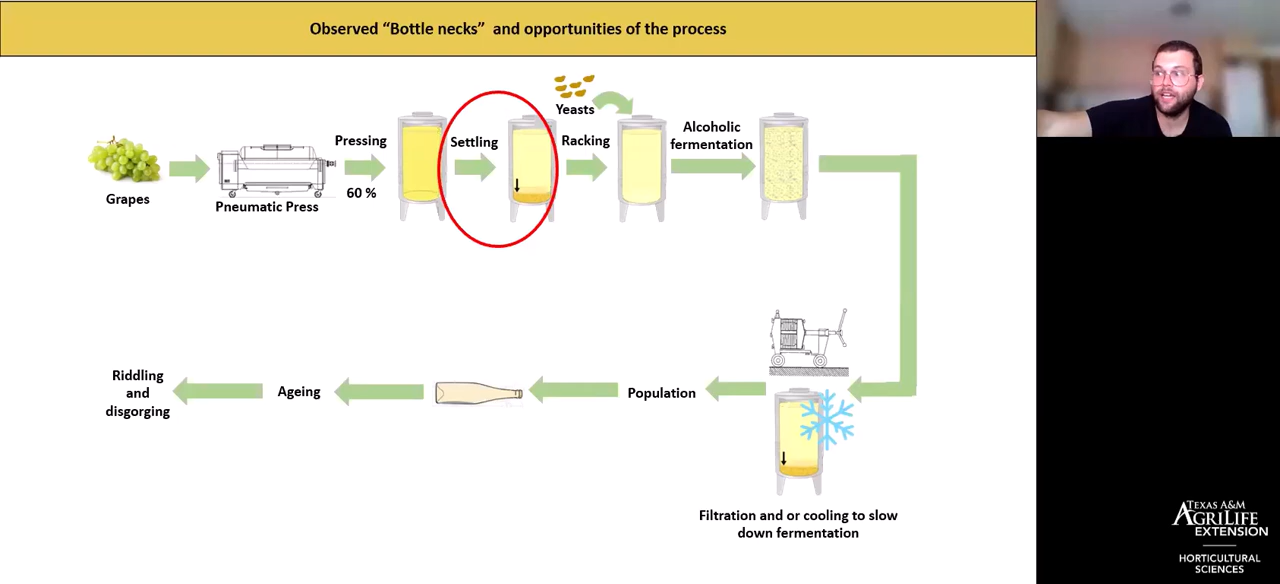 Observed “Bottle necks”  and opportunities of the process
Yeasts
Pressing
Settling
Racking
Alcoholic
fermentation
60 %
Grapes
Pneumatic Press
Riddling
and
disgorging
Ageing
Population
Filtration and or cooling to slow
down fermentation
TEXAS A&M
AGRILIFE
EXTENSION
HORTICULTURAL
SCIENCES